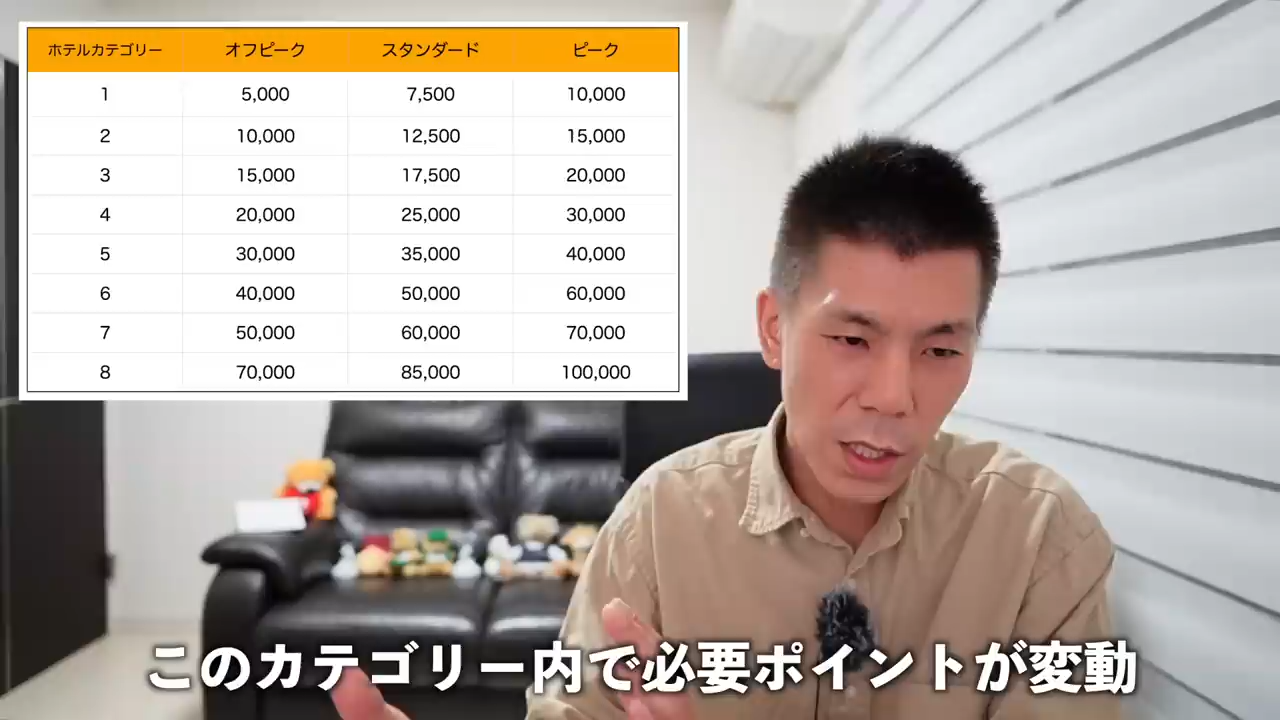 ホテルカテゴリー オフピーク スタンダード ピーク
1 5,000 7,500 10,000
2 10,000 12,500 15,000
3 15,000 17,500 20,000
4 20,000 25,000 30,000
5 30,000 35,000 40,000
6 40,000 50,000 60,000
7 50,000 60,000 70,000
8 70,000 85,000 100,000
このカテゴリー内で必要ポイントが変動